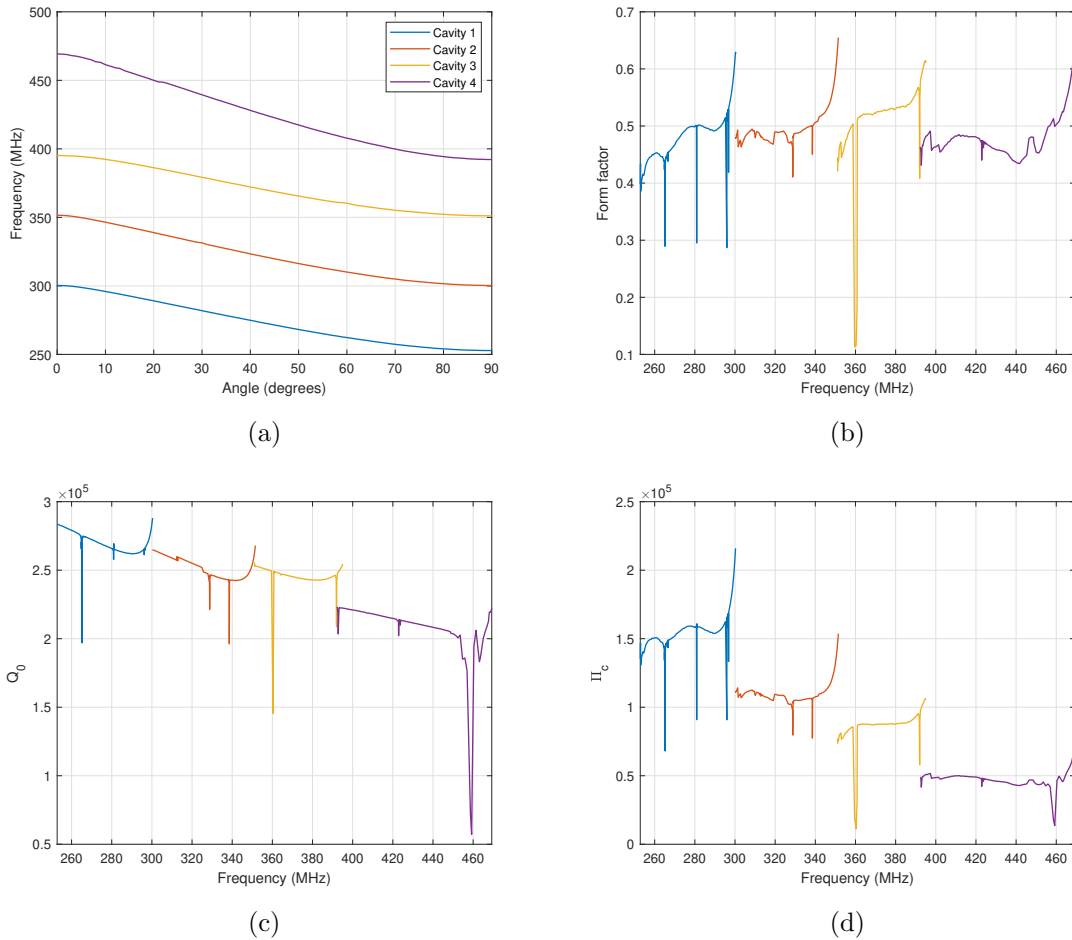 500
450
400
350
300
250
Frequency (MHz)
0 10 20 30 40 50 60 70 80 90
Angle (degrees)
Cavity 1
Cavity 2
Cavity 3
Cavity 4
(a)
0.7
0.6
0.5
0.4
0.3
0.2
0.1
Form factor
260 280 300 320 340 360 380 400 420 440 460
Frequency (MHz)
(b)
×10^5
3
2.5
2
1.5
1
0.5
Q_0
260 280 300 320 340 360 380 400 420 440 460
Frequency (MHz)
(c)
×10^5
2.5
2
1.5
1
0.5
0
Π_c
260 280 300 320 340 360 380 400 420 440 460
Frequency (MHz)
(d)